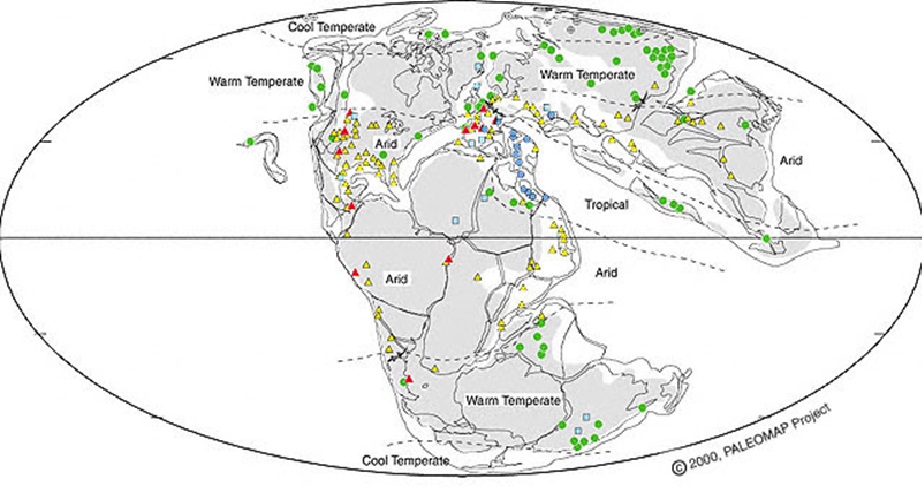 Cool Temperate
Warm Temperate
Warm Temperate
Arid
Arid
Tropical
Arid
Arid
Warm Temperate
Cool Temperate
© 2000, PALEOMAP Project